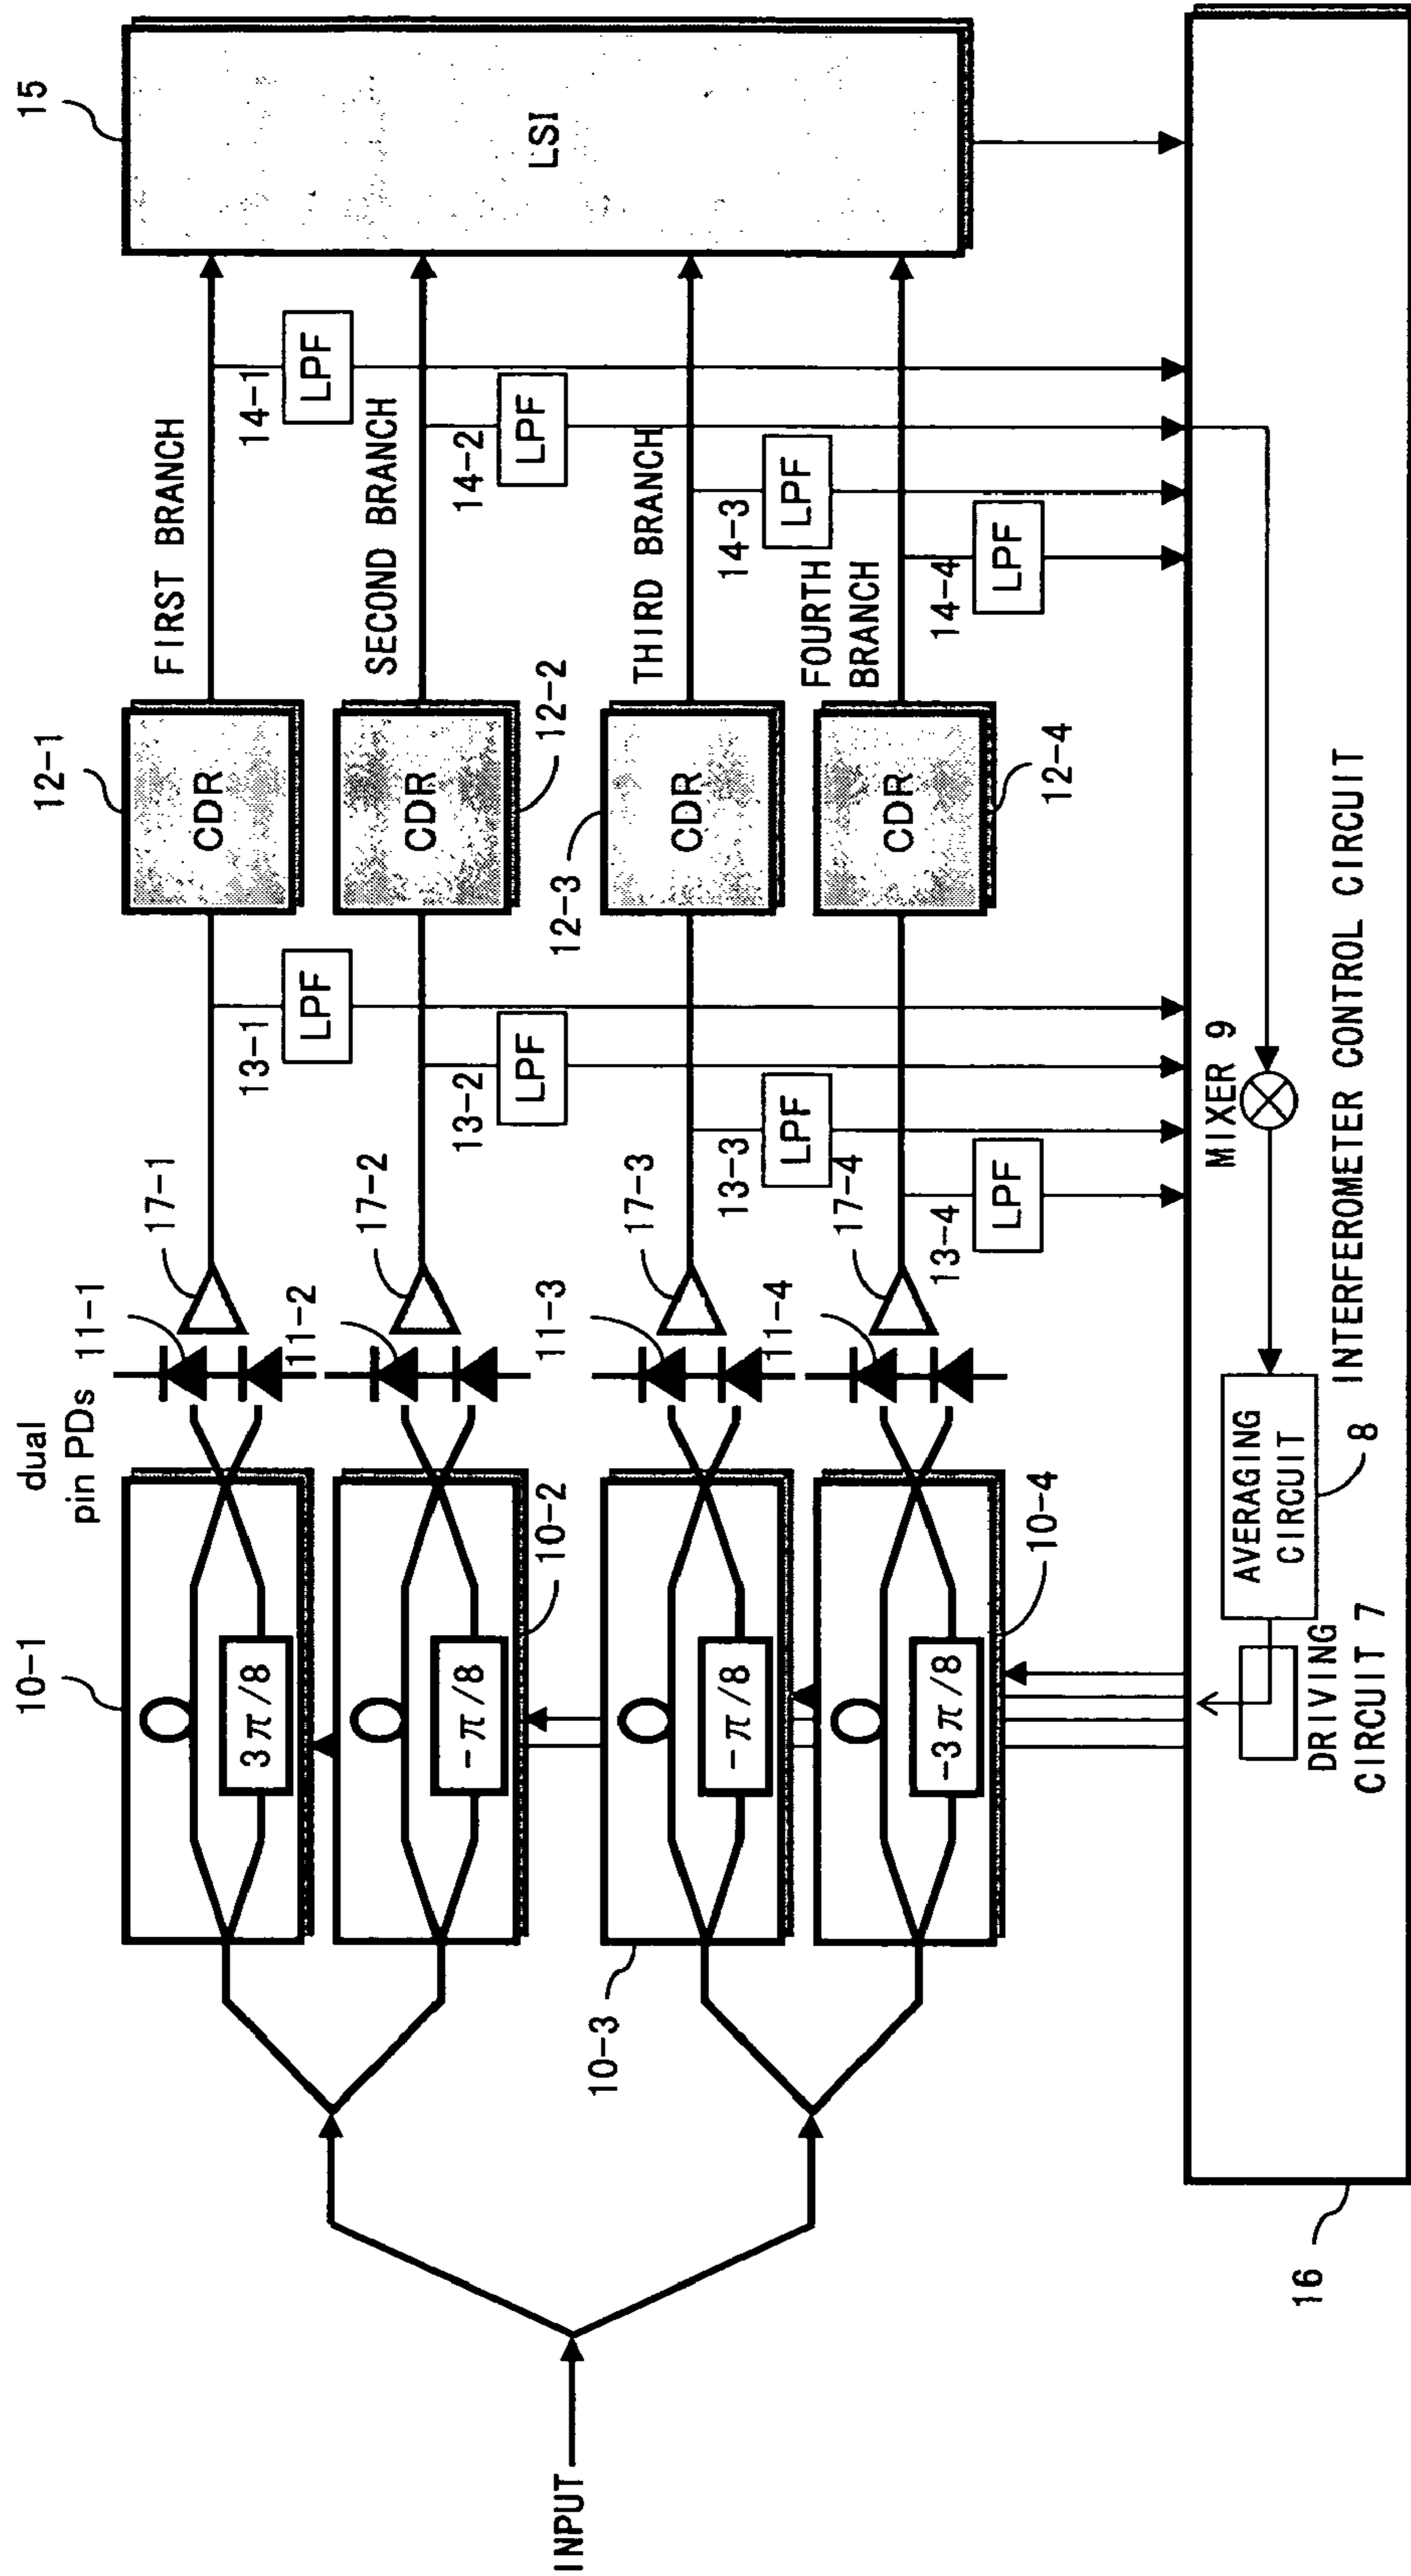 INPUT
10-1
3π/8
10-2
-π/8
10-3
-π/8
10-4
-3π/8
dual
pin PDs
11-1
11-2
11-3
11-4
17-1
17-2
17-3
17-4
13-1
LPF
13-2
LPF
13-3
LPF
13-4
LPF
12-1
CDR
CDR
12-2
12-3
CDR
CDR
12-4
FIRST BRANCH
SECOND BRANCH
THIRD BRANCH
FOURTH
BRANCH
14-1
LPF
14-2
LPF
14-3
LPF
14-4
LPF
15
LSI
16
DRIVING
CIRCUIT 7
AVERAGING
CIRCUIT
8
MIXER 9
INTERFEROMETER CONTROL CIRCUIT